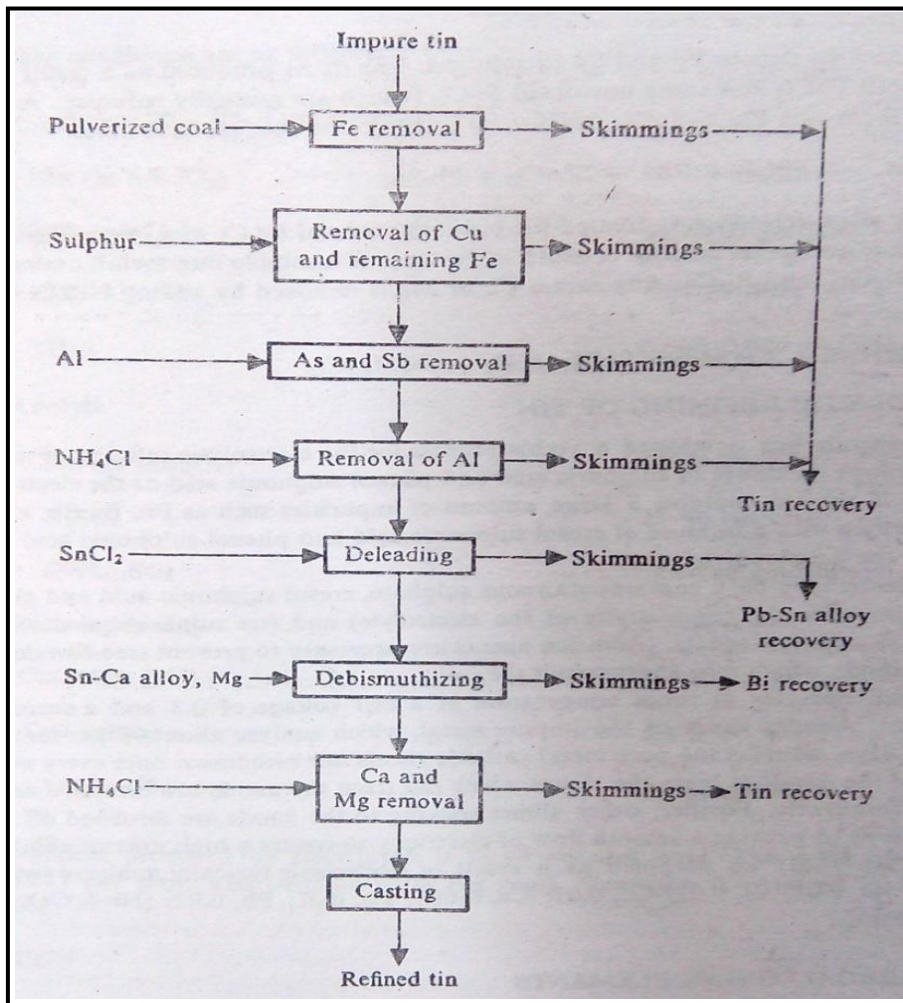 Impure tin
Pulverized coal
Fe removal
Skimmings
Sulphur
Removal of Cu
and remaining Fe
Skimmings
Al
As and Sb removal
Skimmings
NH₄Cl
Removal of Al
Skimmings
Tin recovery
SnCl₂
Deleading
Skimmings
Pb-Sn alloy
recovery
Sn-Ca alloy, Mg
Debismuthizing
Skimmings
Bi recovery
NH₄Cl
Ca and
Mg removal
Skimmings
Tin recovery
Casting
Refined tin